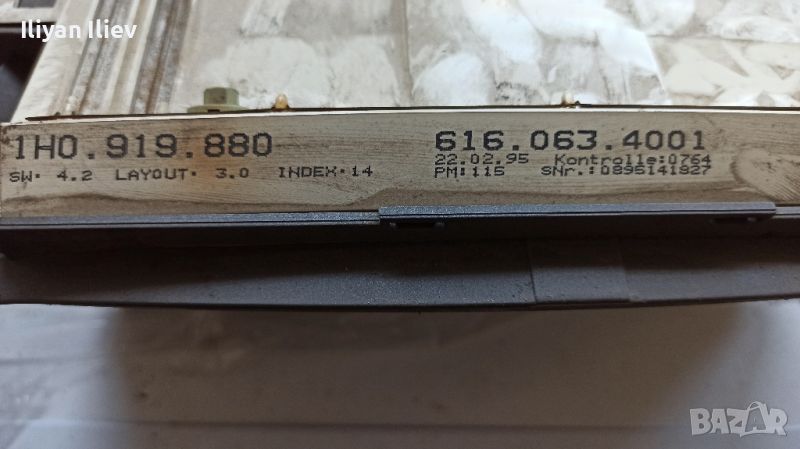 Iliyan Iliev
1H0.919.880
SW· 4.2 LAYOUT· 3.0 INDEX·14
616.063.4001
22.02.95 Kontrolle:0764
PM:115 SNr.:0895141827
BAZAR